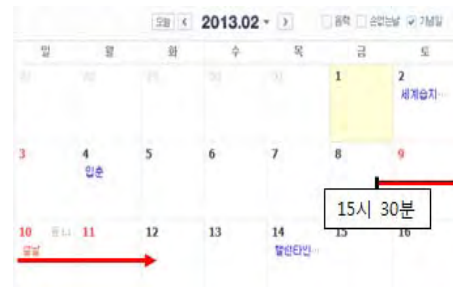 오늘 < 2013.02 > 음력 손없는날 기념일
일 월 화 수 목 금 토
1 2
세계습지···
3 4 5 6 7 8 9
입춘
15시 30분
10 11 12 13 14 15 16
설날 밸런타인···